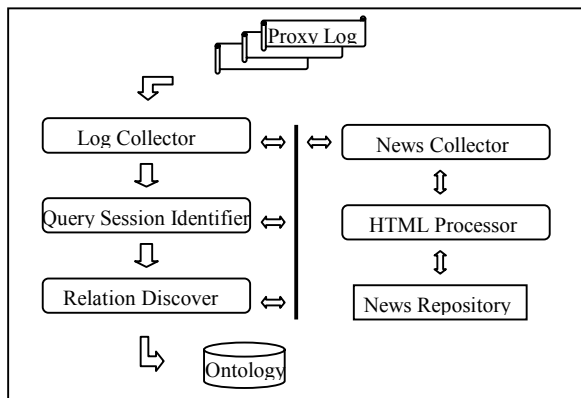 Proxy Log
Log Collector
News Collector
Query Session Identifier
HTML Processor
Relation Discover
News Repository
Ontology